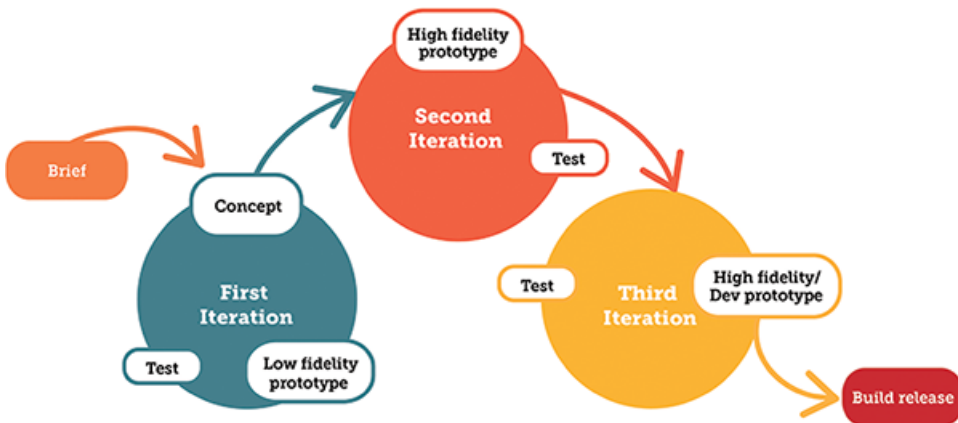 Brief
Concept
First
Iteration
Test
Low fidelity
prototype
High fidelity
prototype
Second
Iteration
Test
Test
Third
Iteration
High fidelity/
Dev prototype
Build release